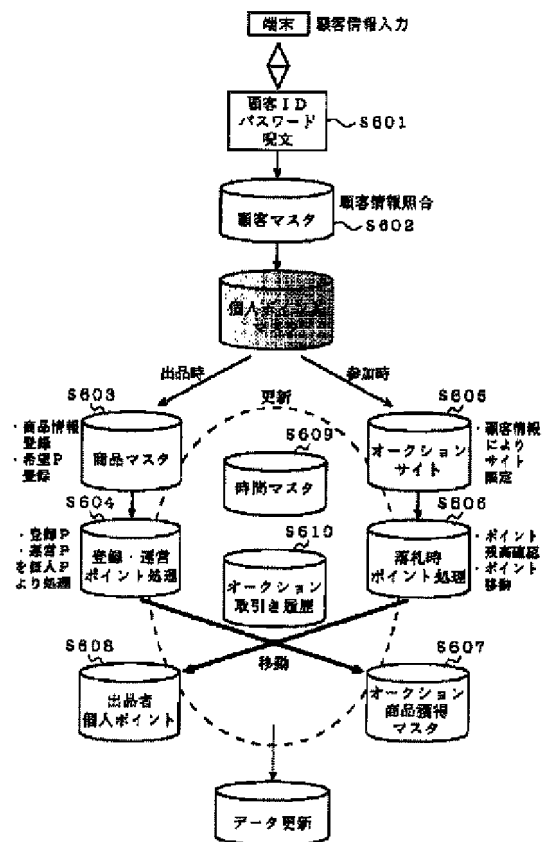 端末 顧客情報入力
顧客ID
パスワード
呪文
S601
顧客情報照合
顧客マスタ
S602
個人ポイント
マスタ
出品時
参加時
S603
更新
S605
・商品情報
登録
・希望P
登録
商品マスタ
S609
時間マスタ
オークション
サイト
・顧客情報
により
サイト
限定
S604
S606
・登録P
・運営P
を個人P
より処理
登録・運営
ポイント処理
S610
オークション
取引き履歴
落札時
ポイント処理
・ポイント
残高確認
・ポイント
移動
S608
移動
S607
出品者
個人ポイント
オークション
商品獲得
マスタ
データ更新